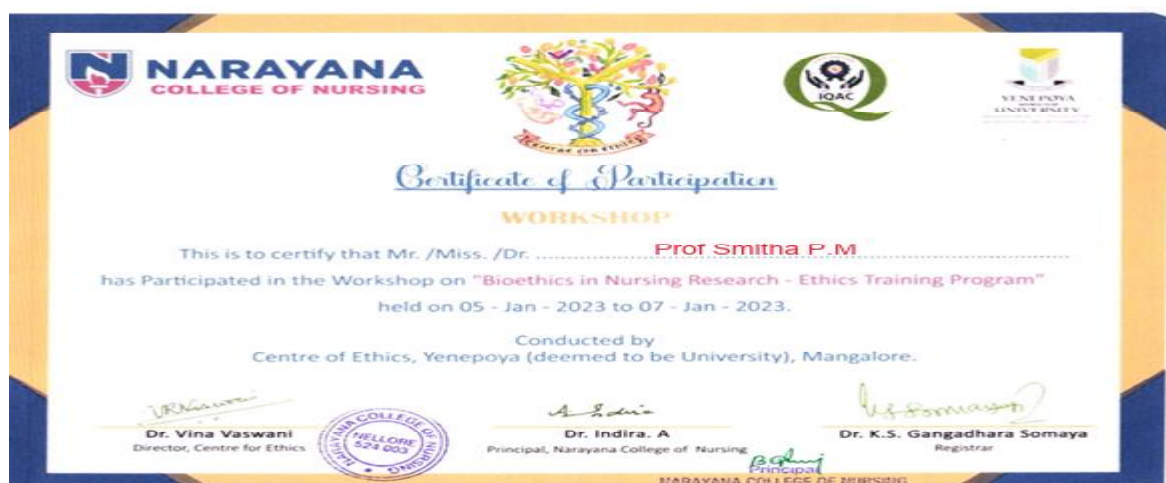 NARAYANA
COLLEGE OF NURSING
CENTRE FOR ETHICS
IQAC
YENEPOYA
UNIVERSITY
Certificate of Participation
WORKSHOP
This is to certify that Mr. /Miss. /Dr. Prof Smitha P.M
has Participated in the Workshop on "Bioethics in Nursing Research - Ethics Training Program"
held on 05 - Jan - 2023 to 07 - Jan - 2023.
Conducted by
Centre of Ethics, Yenepoya (deemed to be University), Mangalore.
Dr. Vina Vaswani
Director, Centre for Ethics
NARAYANA COLLEGE OF NURSING
NELLORE
524 003
Dr. Indira. A
Principal, Narayana College of Nursing
Dr. K.S. Gangadhara Somaya
Registrar
Principal
NARAYANA COLLEGE OF NURSING